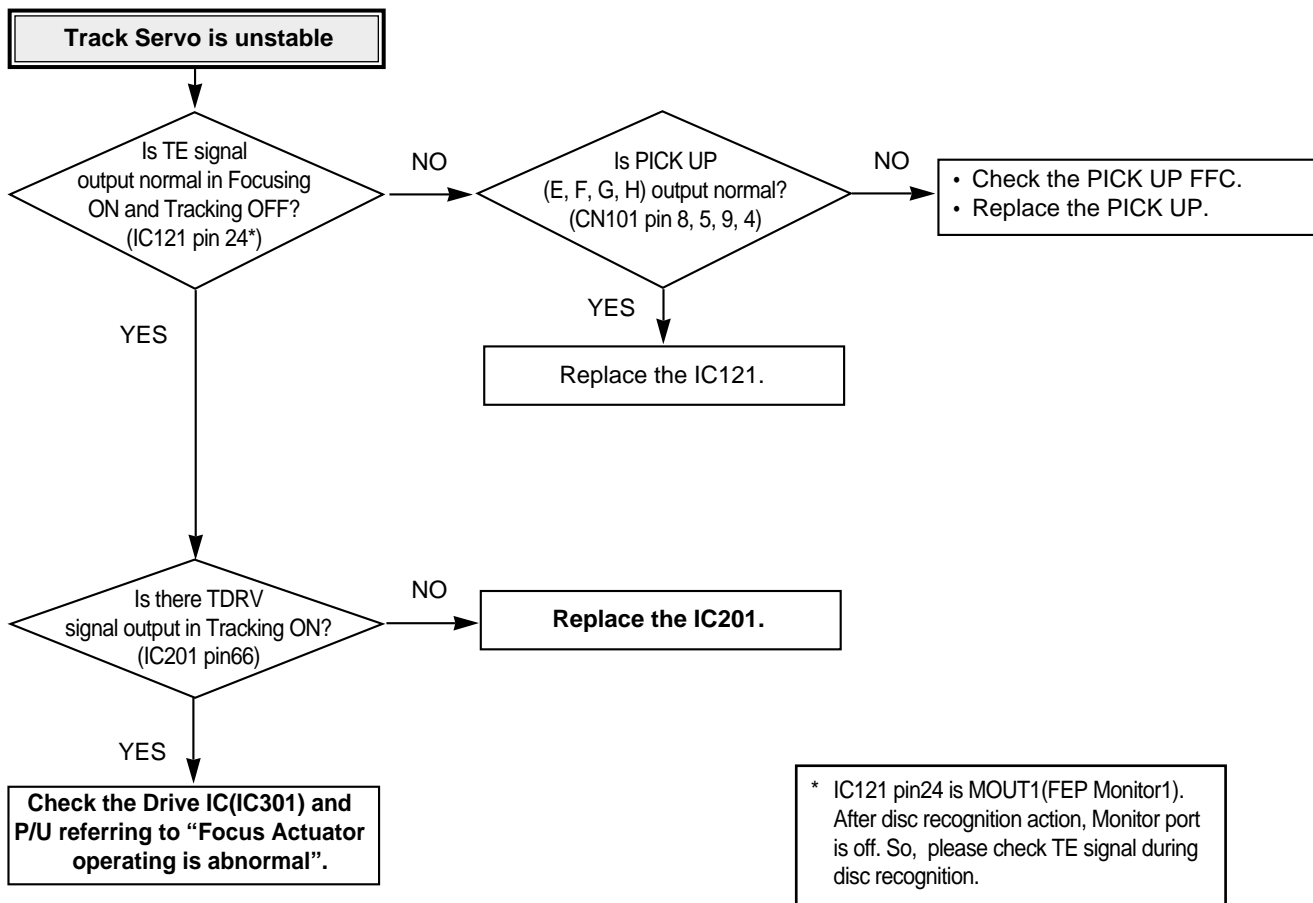 Track Servo is unstable
Is TE signal
output normal in Focusing
ON and Tracking OFF?
(IC121 pin 24*)
NO
Is PICK UP
(E, F, G, H) output normal?
(CN101 pin 8, 5, 9, 4)
NO
• Check the PICK UP FFC.
• Replace the PICK UP.
YES
YES
Replace the IC121.
Is there TDRV
signal output in Tracking ON?
(IC201 pin66)
NO
Replace the IC201.
YES
Check the Drive IC(IC301) and
P/U referring to “Focus Actuator
operating is abnormal”.
* IC121 pin24 is MOUT1(FEP Monitor1).
After disc recognition action, Monitor port
is off. So, please check TE signal during
disc recognition.